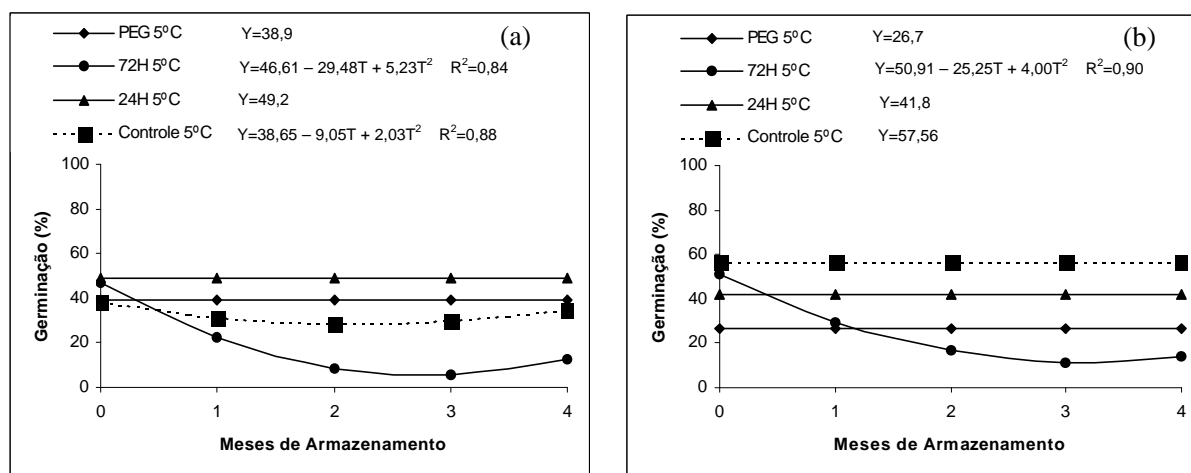 (a)
PEG 5ºC Y=38,9
72H 5ºC Y=46,61 – 29,48T + 5,23T² R²=0,84
24H 5ºC Y=49,2
Controle 5ºC Y=38,65 – 9,05T + 2,03T² R²=0,88
Germinação (%)
100
80
60
40
20
0
0 1 2 3 4
Meses de Armazenamento
(b)
PEG 5ºC Y=26,7
72H 5ºC Y=50,91 – 25,25T + 4,00T² R²=0,90
24H 5ºC Y=41,8
Controle 5ºC Y=57,56
Germinação (%)
100
80
60
40
20
0
0 1 2 3 4
Meses de Armazenamento